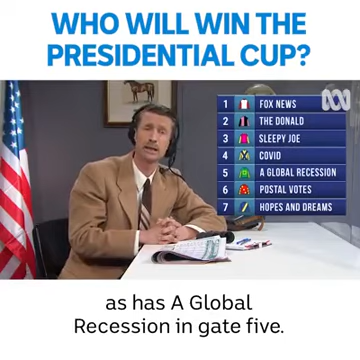 WHO WILL WIN THE
PRESIDENTIAL CUP?
1 FOX NEWS
2 THE DONALD
3 SLEEPY JOE
4 COVID
5 A GLOBAL RECESSION
6 POSTAL VOTES
7 HOPES AND DREAMS
as has A Global
Recession in gate five.